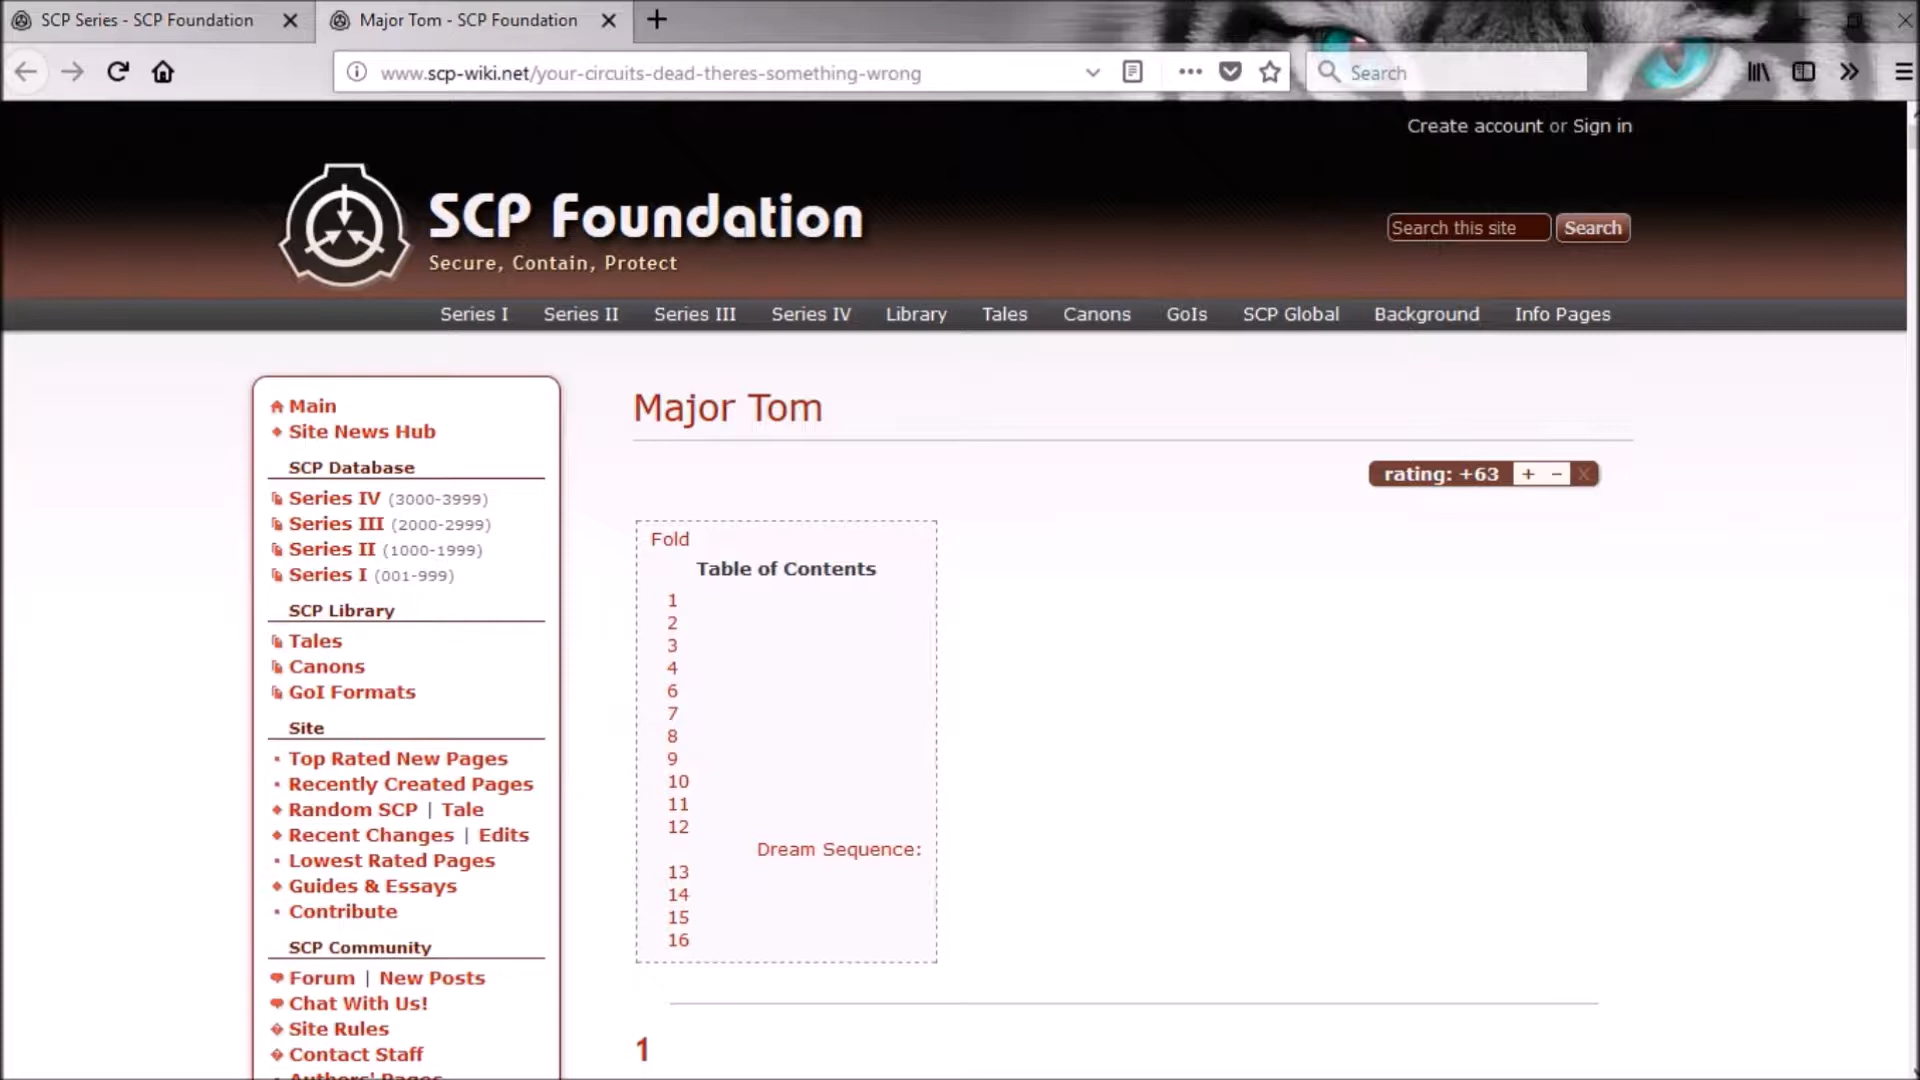 SCP Series - SCP Foundation
Major Tom - SCP Foundation
www.scp-wiki.net/your-circuits-dead-theres-something-wrong
Search
Create account or Sign in
SCP Foundation
Secure, Contain, Protect
Search this site
Search
Series I Series II Series III Series IV Library Tales Canons GoIs SCP Global Background Info Pages
Main
Site News Hub
SCP Database
Series IV (3000-3999)
Series III (2000-2999)
Series II (1000-1999)
Series I (001-999)
SCP Library
Tales
Canons
GoI Formats
Site
Top Rated New Pages
Recently Created Pages
Random SCP | Tale
Recent Changes | Edits
Lowest Rated Pages
Guides & Essays
Contribute
SCP Community
Forum | New Posts
Chat With Us!
Site Rules
Contact Staff
Authors' Pages
Major Tom
rating: +63 + − X
Fold
Table of Contents
1
2
3
4
6
7
8
9
10
11
12
Dream Sequence:
13
14
15
16
1